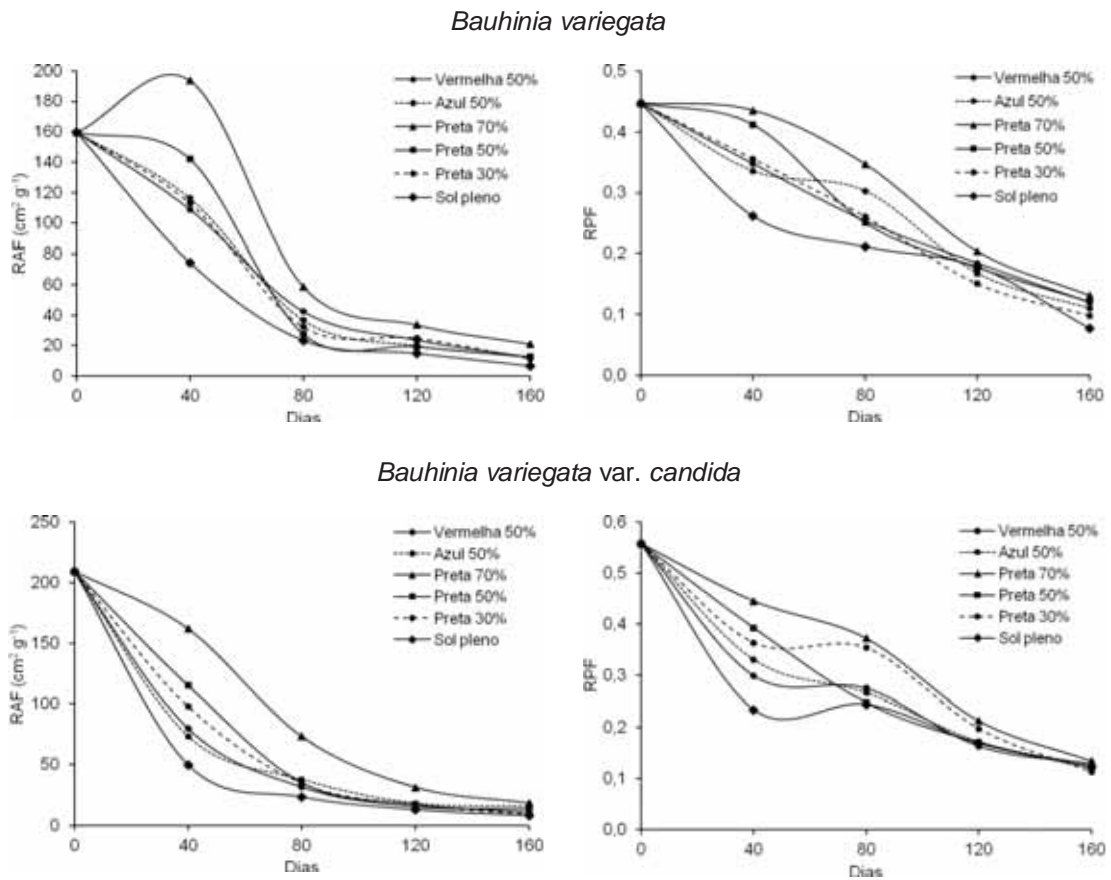 Bauhinia variegata
200
180
160
140
120
100
80
60
40
20
0
RAF (cm² g⁻¹)
0 40 80 120 160
Dias
Vermelha 50%
Azul 50%
Preta 70%
Preta 50%
Preta 30%
Sol pleno
0,5
0,4
0,3
0,2
0,1
0,0
RPF
0 40 80 120 160
Dias
Vermelha 50%
Azul 50%
Preta 70%
Preta 50%
Preta 30%
Sol pleno
Bauhinia variegata var. candida
250
200
150
100
50
0
RAF (cm² g⁻¹)
0 40 80 120 160
Dias
Vermelha 50%
Azul 50%
Preta 70%
Preta 50%
Preta 30%
Sol pleno
0,6
0,5
0,4
0,3
0,2
0,1
0,0
RPF
0 40 80 120 160
Dias
Vermelha 50%
Azul 50%
Preta 70%
Preta 50%
Preta 30%
Sol pleno